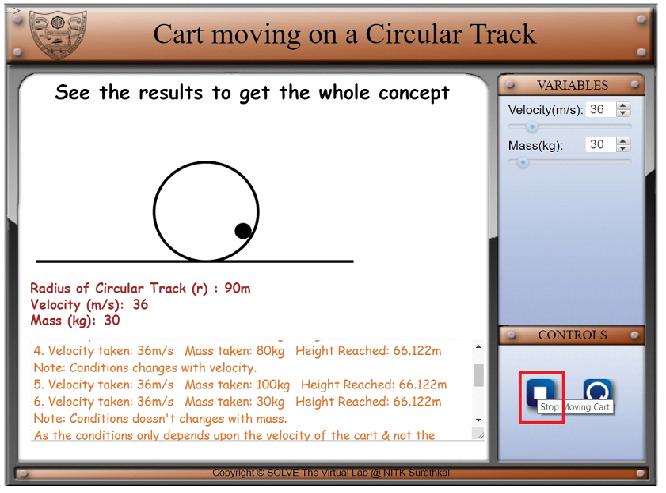 Cart moving on a Circular Track
See the results to get the whole concept
Radius of Circular Track (r) : 90m
Velocity (m/s): 36
Mass (kg): 30
4. Velocity taken: 36m/s Mass taken: 80kg Height Reached: 66.122m
Note: Conditions changes with velocity.
5. Velocity taken: 36m/s Mass taken: 100kg Height Reached: 66.122m
6. Velocity taken: 36m/s Mass taken: 30kg Height Reached: 66.122m
Note: Conditions doesn't changes with mass.
As the conditions only depends upon the velocity of the cart & not the
VARIABLES
Velocity(m/s): 36
Mass(kg): 30
CONTROLS
Stop Moving Cart
Copyright © SOLVE The Virtual Lab @ NITK Surathkal